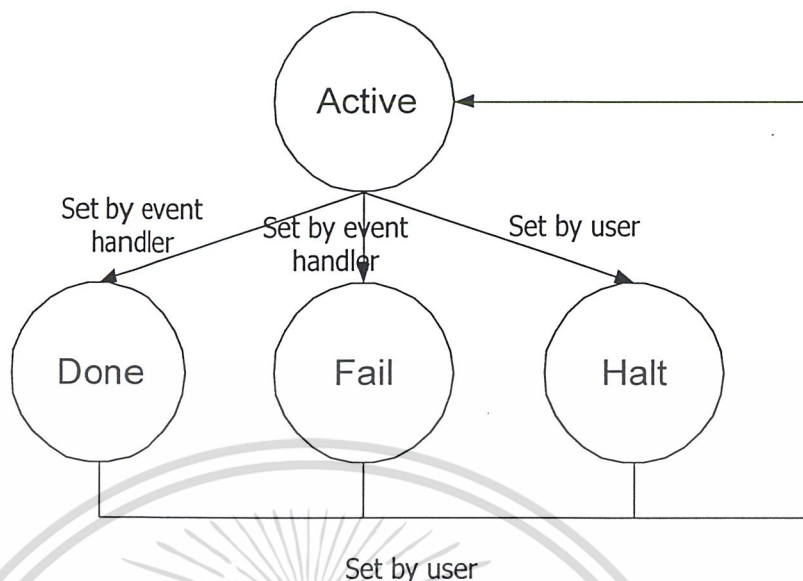 Active
Set by event
handler
Set by event
handler
Set by user
Done
Fail
Halt
Set by user